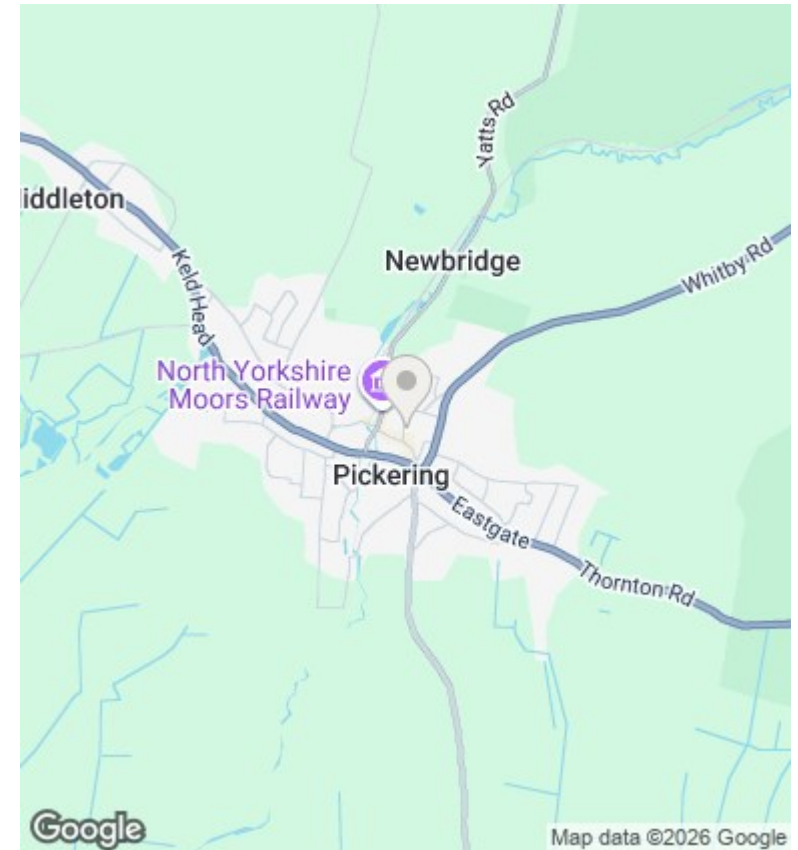 Yatts Rd
iddleton
Newbridge
Whitby Rd
Keld Head
North Yorkshire
Moors Railway
Pickering
Eastgate
Thornton Rd
Google
Map data ©2026 Google